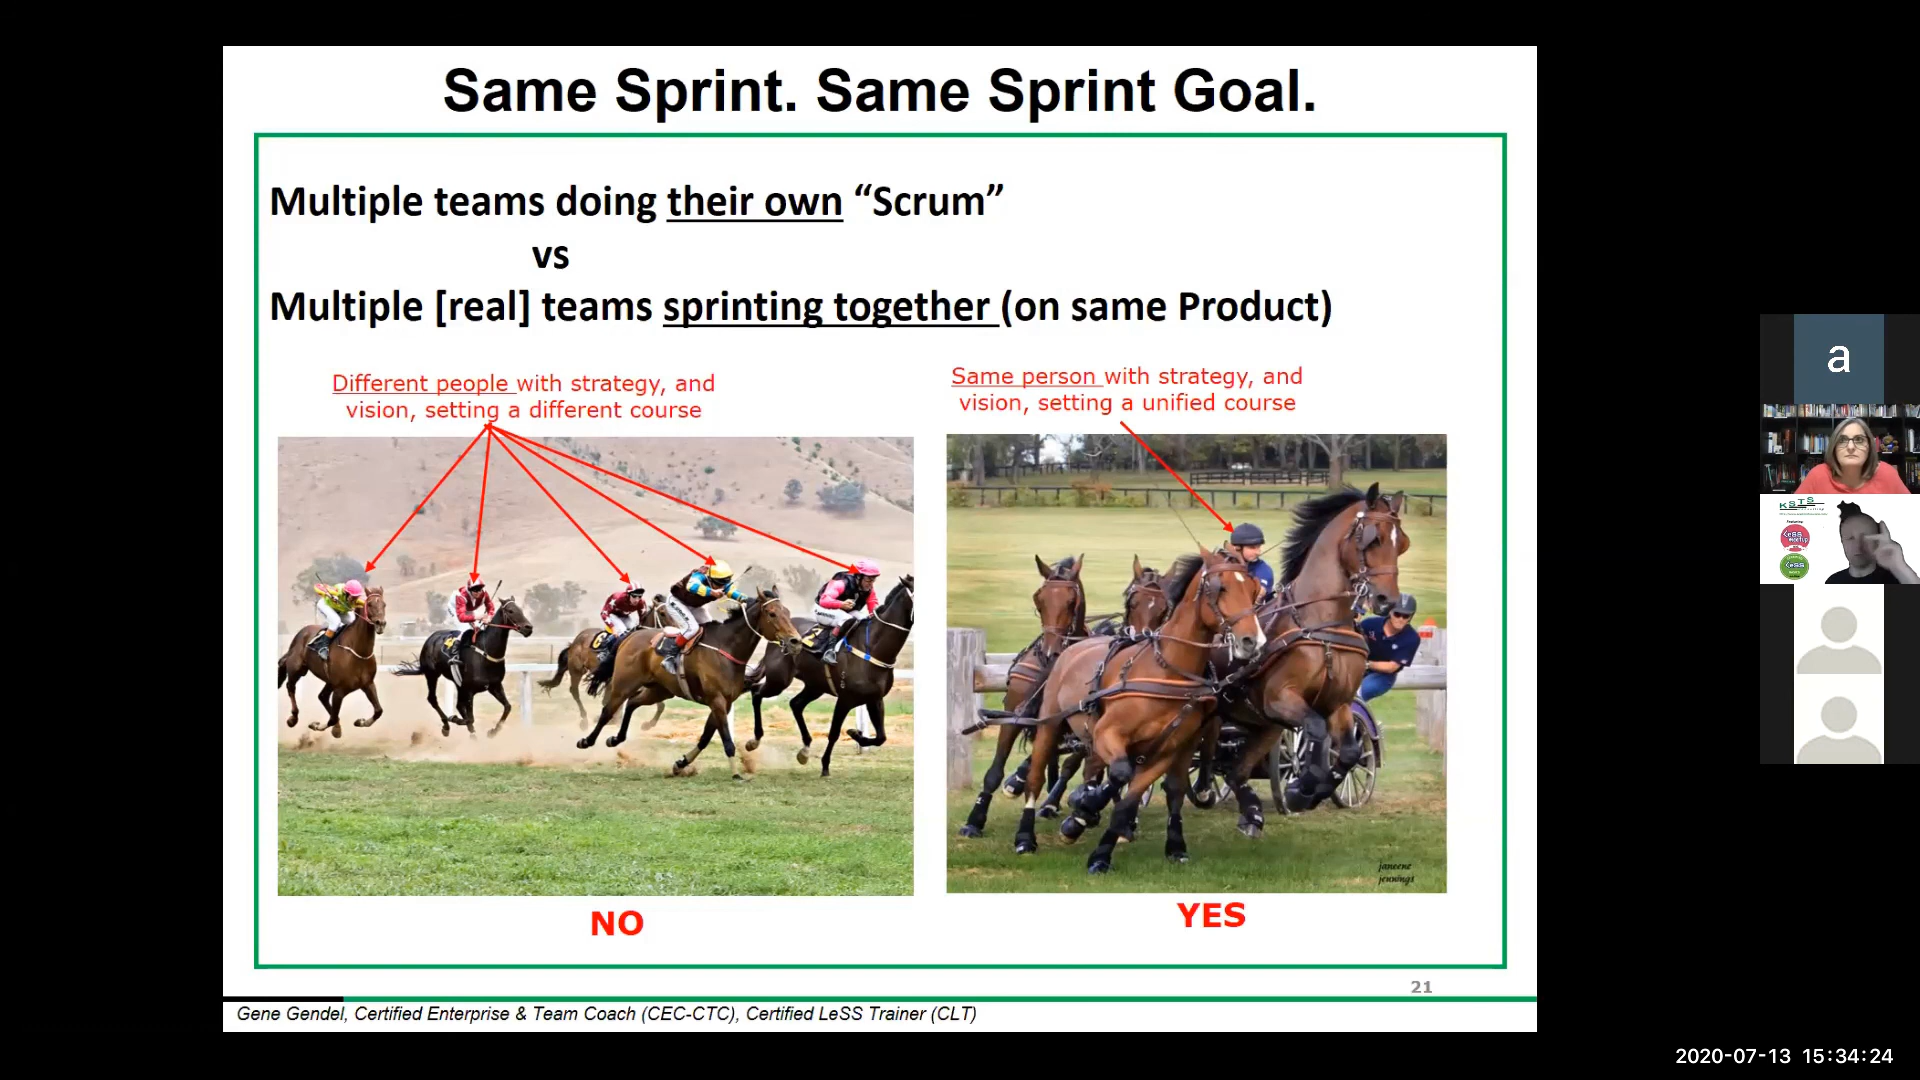 Same Sprint. Same Sprint Goal.
Multiple teams doing their own “Scrum”
vs
Multiple [real] teams sprinting together (on same Product)
Different people with strategy, and
vision, setting a different course
Same person with strategy, and
vision, setting a unified course
janeene
jennings
NO
YES
21
Gene Gendel, Certified Enterprise & Team Coach (CEC-CTC), Certified LeSS Trainer (CLT)
a
KSTS
2020-07-13 15:34:24